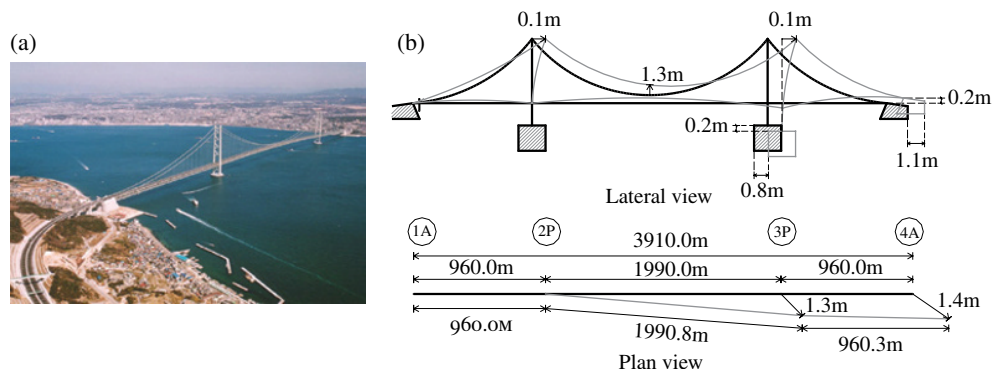 (a)
(b)
0.1m
0.1m
1.3m
0.2m
0.2m
1.1m
0.8m
Lateral view
1A 2P 3P 4A
3910.0m
960.0m 1990.0m 960.0m
1.3m 1.4m
960.0M 1990.8m 960.3m
Plan view